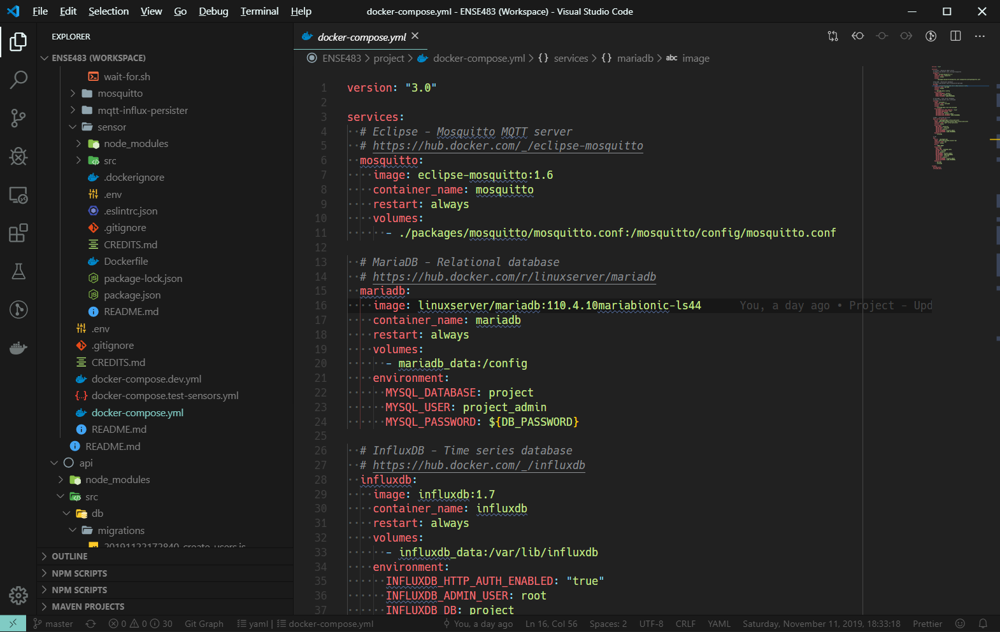 File Edit Selection View Go Debug Terminal Help
docker-compose.yml - ENSE483 (Workspace) - Visual Studio Code
EXPLORER
ENSE483 (WORKSPACE)
wait-for.sh
mosquitto
mqtt-influx-persister
sensor
node_modules
src
.dockerignore
.env
.eslintrc.json
.gitignore
CREDITS.md
Dockerfile
package-lock.json
package.json
README.md
.env
.gitignore
CREDITS.md
docker-compose.dev.yml
docker-compose.test-sensors.yml
docker-compose.yml
README.md
README.md
api
node_modules
src
db
migrations
20191122172840_create_users.js
OUTLINE
NPM SCRIPTS
NPM SCRIPTS
MAVEN PROJECTS
docker-compose.yml
ENSE483 > project > docker-compose.yml > {} services > {} mariadb > abc image
1 version: "3.0"
2
3 services:
4 # Eclipse - Mosquitto MQTT server
5 # https://hub.docker.com/_/eclipse-mosquitto
6 mosquitto:
7 image: eclipse-mosquitto:1.6
8 container_name: mosquitto
9 restart: always
10 volumes:
11 - ./packages/mosquitto/mosquitto.conf:/mosquitto/config/mosquitto.conf
12
13 # MariaDB - Relational database
14 # https://hub.docker.com/r/linuxserver/mariadb
15 mariadb:
16 image: linuxserver/mariadb:110.4.10mariabionic-ls44 You, a day ago • Project - Upd
17 container_name: mariadb
18 restart: always
19 volumes:
20 - mariadb_data:/config
21 environment:
22 MYSQL_DATABASE: project
23 MYSQL_USER: project_admin
24 MYSQL_PASSWORD: ${DB_PASSWORD}
25
26 # InfluxDB - Time series database
27 # https://hub.docker.com/_/influxdb
28 influxdb:
29 image: influxdb:1.7
30 container_name: influxdb
31 restart: always
32 volumes:
33 - influxdb_data:/var/lib/influxdb
34 environment:
35 INFLUXDB_HTTP_AUTH_ENABLED: "true"
36 INFLUXDB_ADMIN_USER: root
37 INFLUXDB_DB: project
master 0 0 30 Git Graph yaml | docker-compose.yml You, a day ago Ln 16, Col 56 Spaces: 2 UTF-8 CRLF YAML Saturday, November 11, 2019, 18:33:18 Prettier